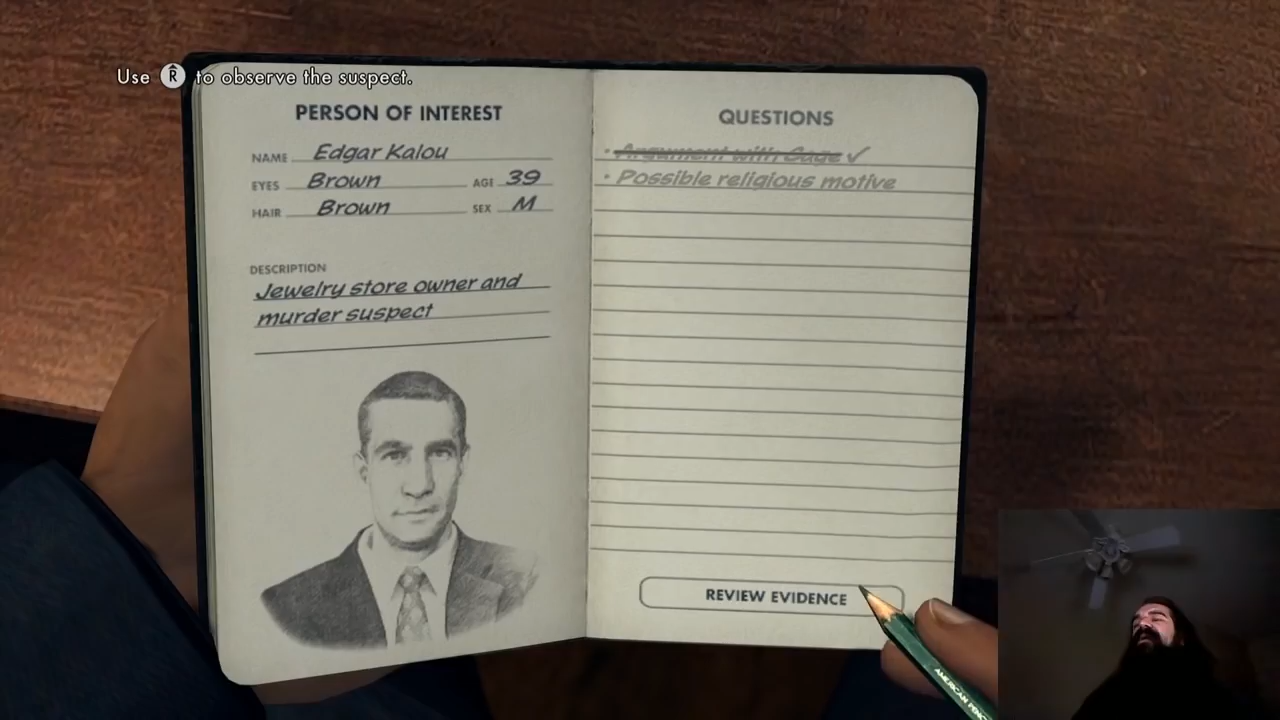 Use R to observe the suspect.
PERSON OF INTEREST
NAME Edgar Kalou
EYES Brown AGE 39
HAIR Brown SEX M
DESCRIPTION
Jewelry store owner and
murder suspect
QUESTIONS
• Argument with Gage ✓
• Possible religious motive
REVIEW EVIDENCE
AMERICAN PENC